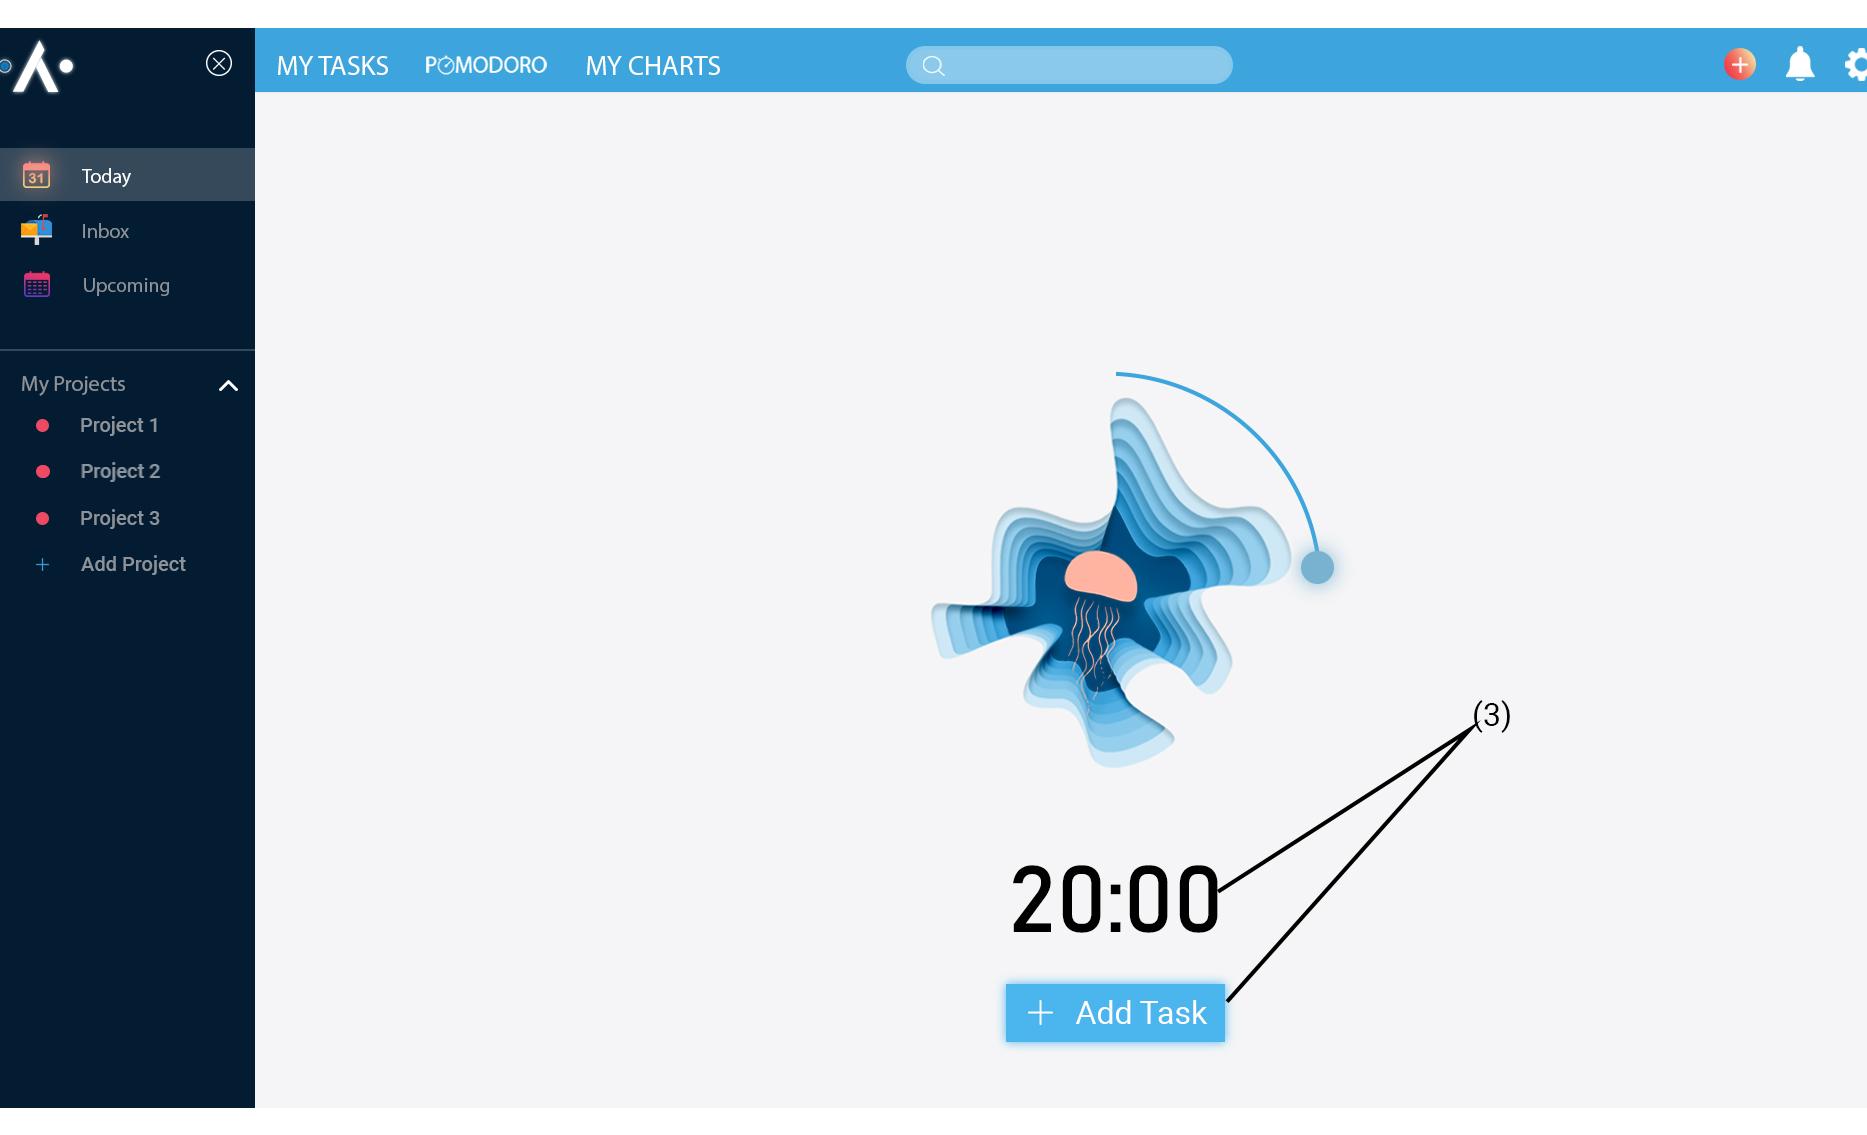 MY TASKS
POMODORO
MY CHARTS
31
Today
Inbox
Upcoming
My Projects
Project 1
Project 2
Project 3
+ Add Project
(3)
20:00
+ Add Task